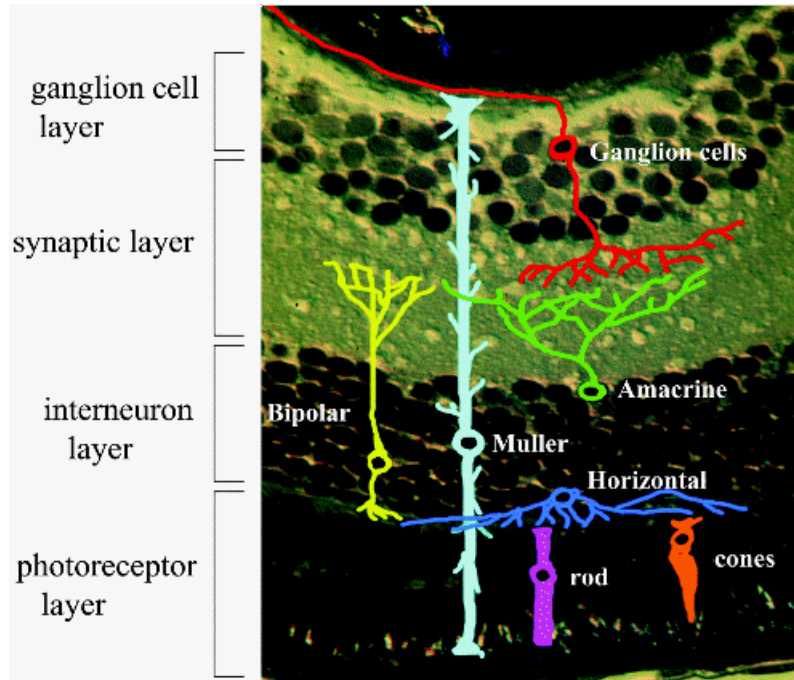 ganglion cell
layer
Ganglion cells
synaptic layer
Amacrine
interneuron
layer
Bipolar
Muller
Horizontal
photoreceptor
layer
rod
cones